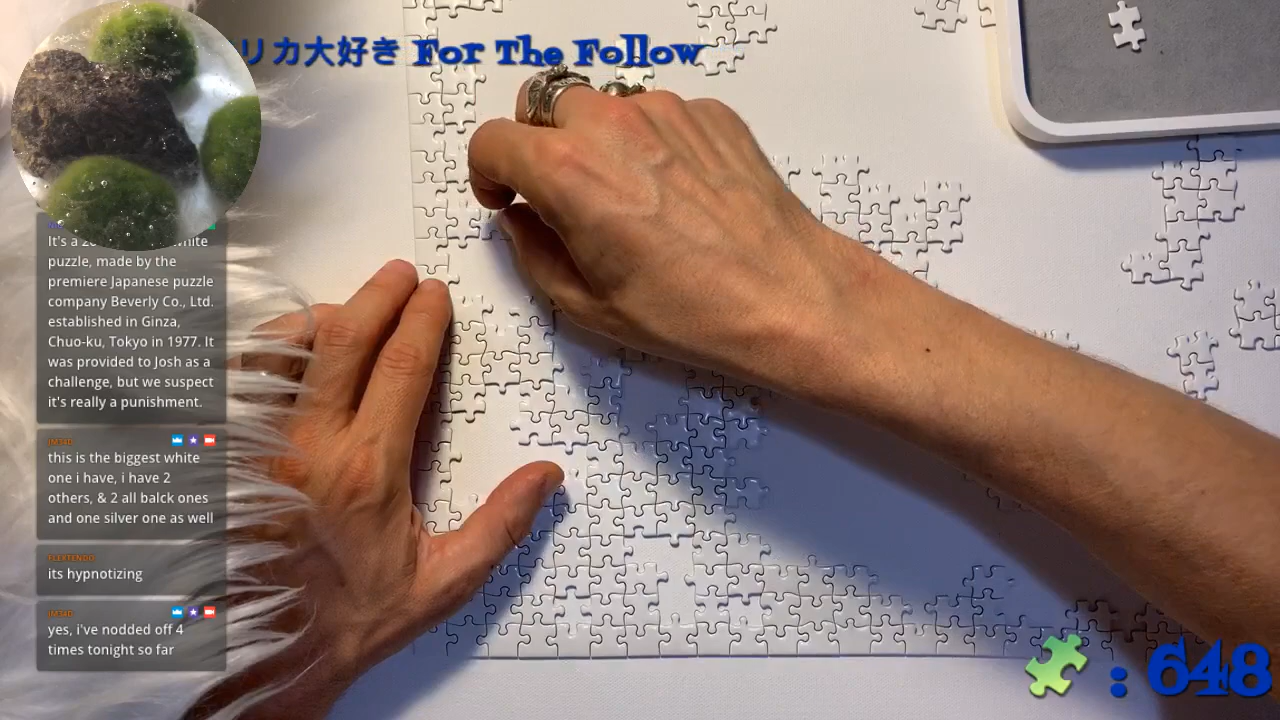 リカ大好き For The Follow
It's a
white
puzzle, made by the
premiere Japanese puzzle
company Beverly Co., Ltd.
established in Ginza,
Chuo-ku, Tokyo in 1977. It
was provided to Josh as a
challenge, but we suspect
it's really a punishment.
this is the biggest white
one i have, i have 2
others, & 2 all balck ones
and one silver one as well
its hypnotizing
yes, i've nodded off 4
times tonight so far
: 648